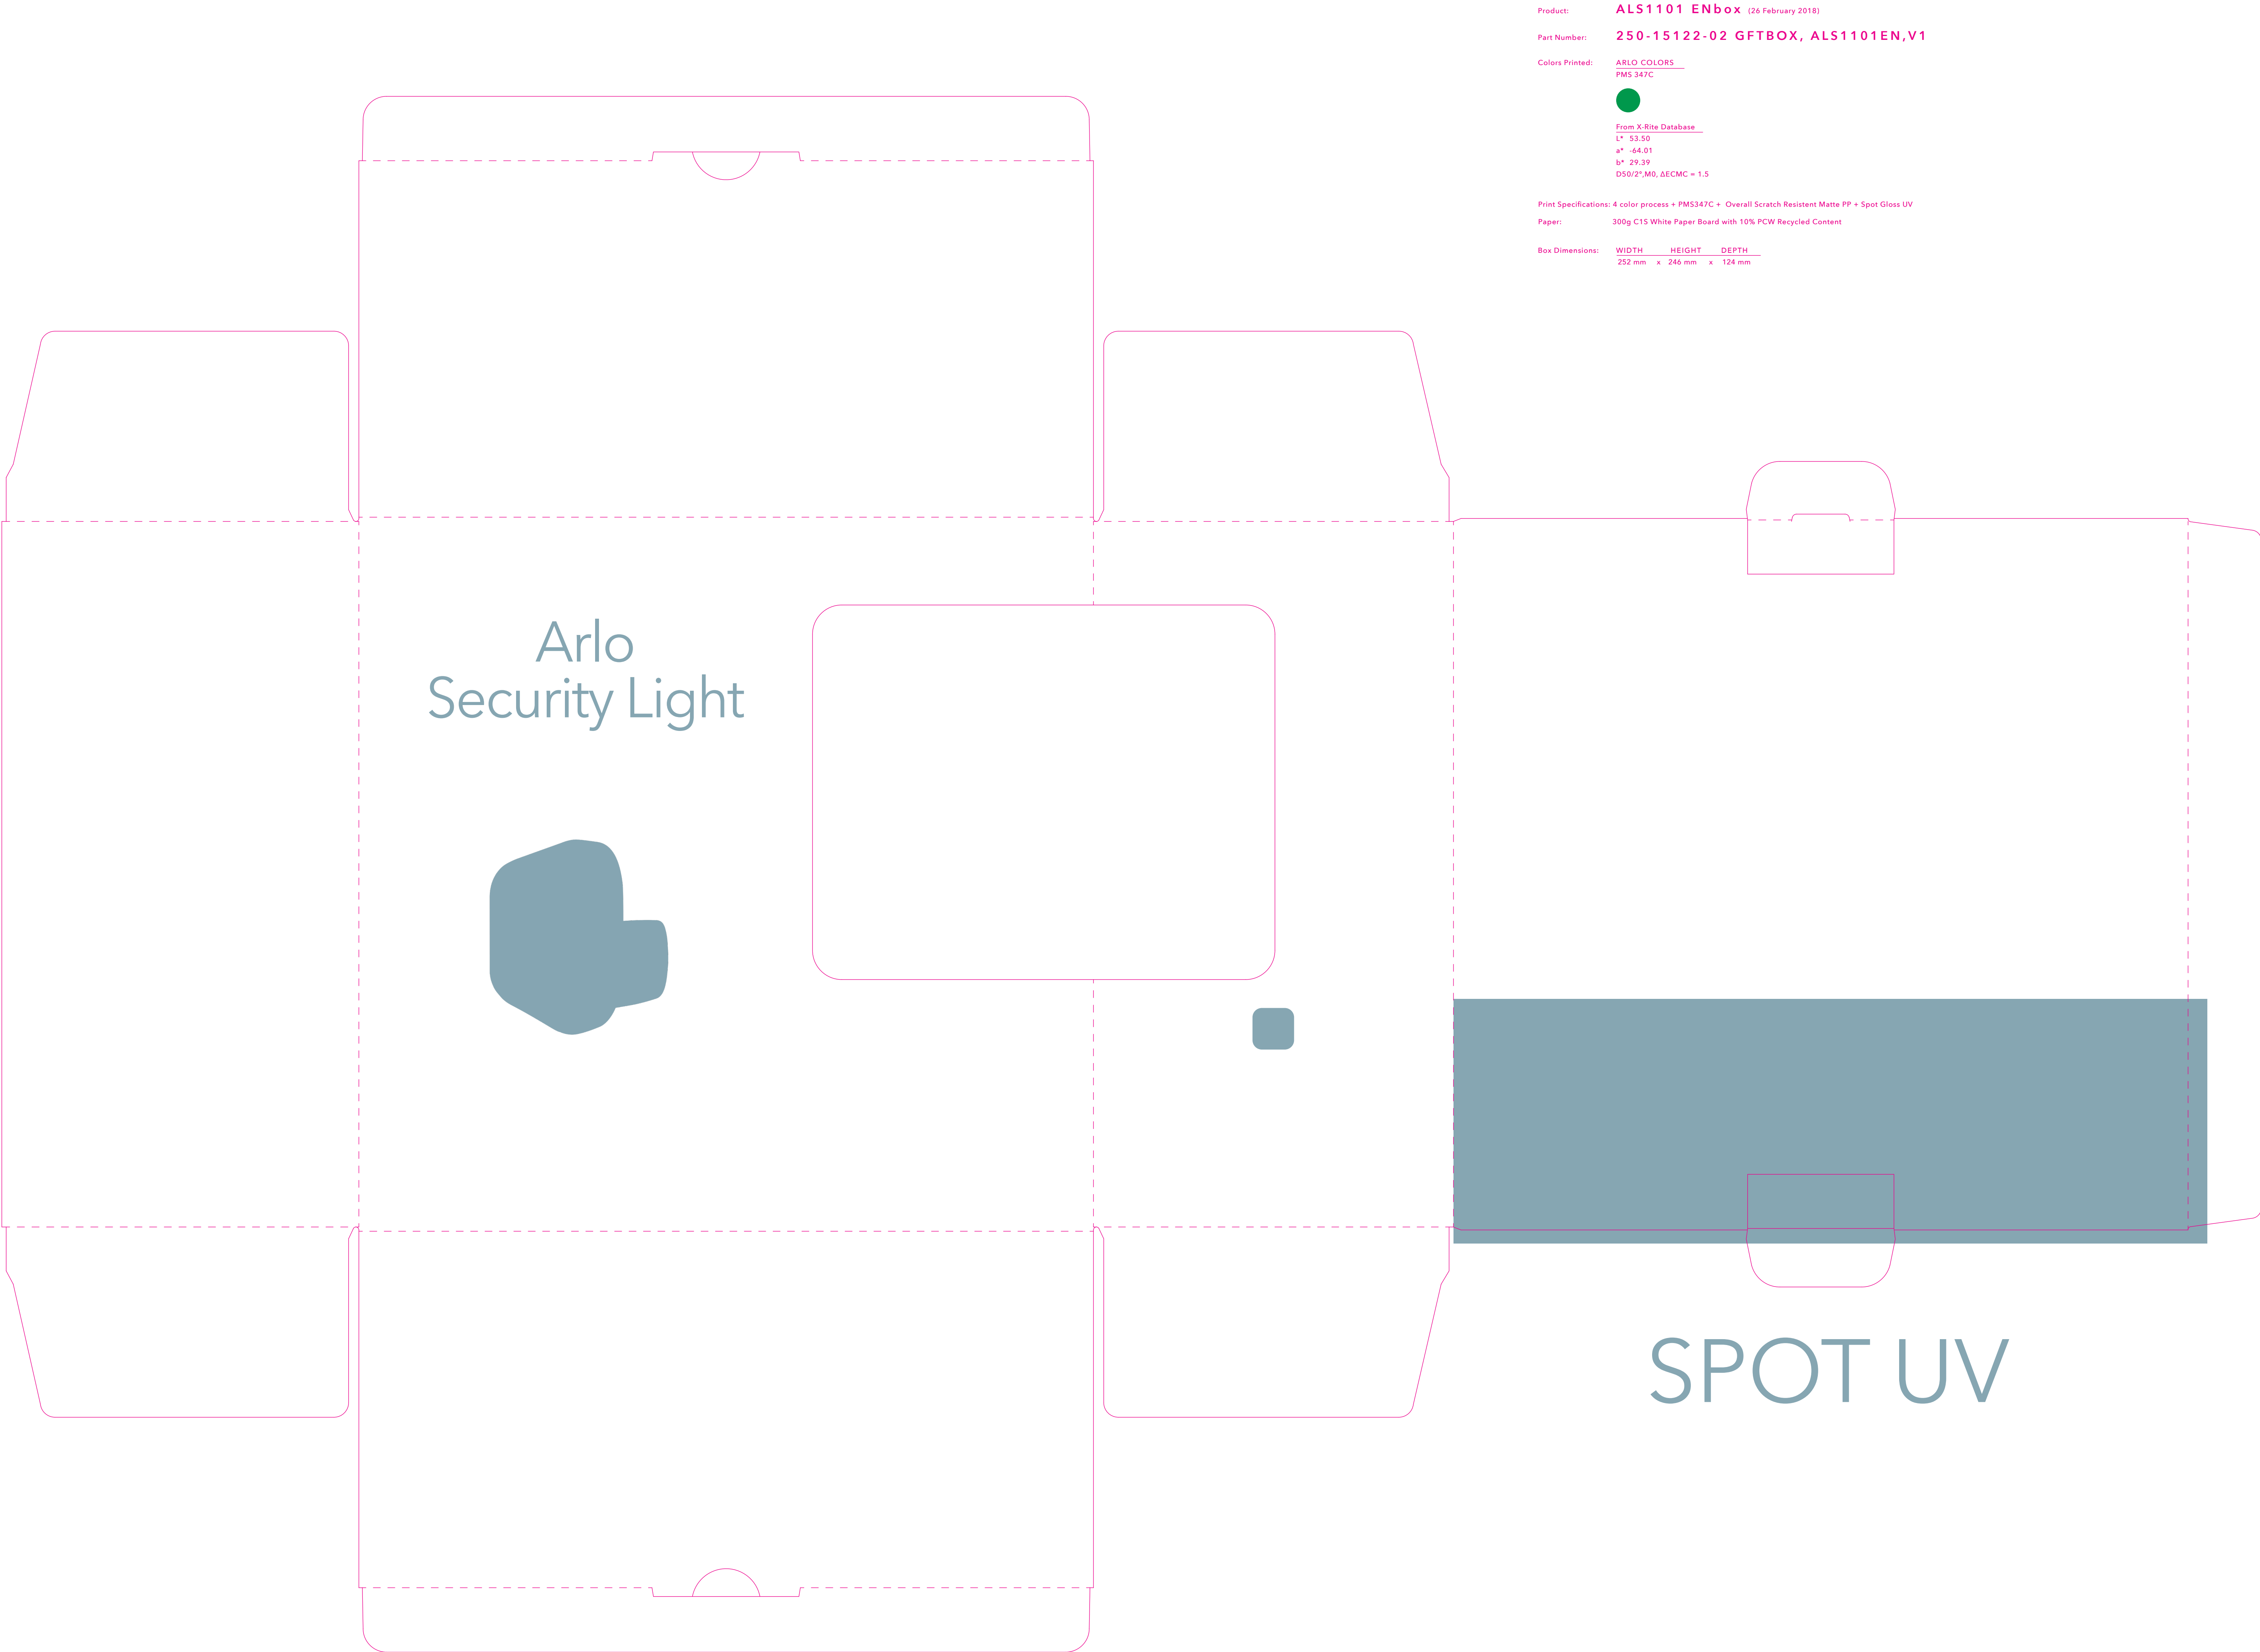 Product: ALS1101 ENbox (26 February 2018)
Part Number: 250-15122-02 GFTBOX, ALS1101EN,V1
Colors Printed: ARLO COLORS
PMS 347C
From X-Rite Database
L* 53.50
a* -64.01
b* 29.39
D50/2°,M0, ΔECMC = 1.5
Print Specifications: 4 color process + PMS347C + Overall Scratch Resistent Matte PP + Spot Gloss UV
Paper: 300g C1S White Paper Board with 10% PCW Recycled Content
Box Dimensions: WIDTH HEIGHT DEPTH
252 mm x 246 mm x 124 mm
Arlo
Security Light
SPOT UV